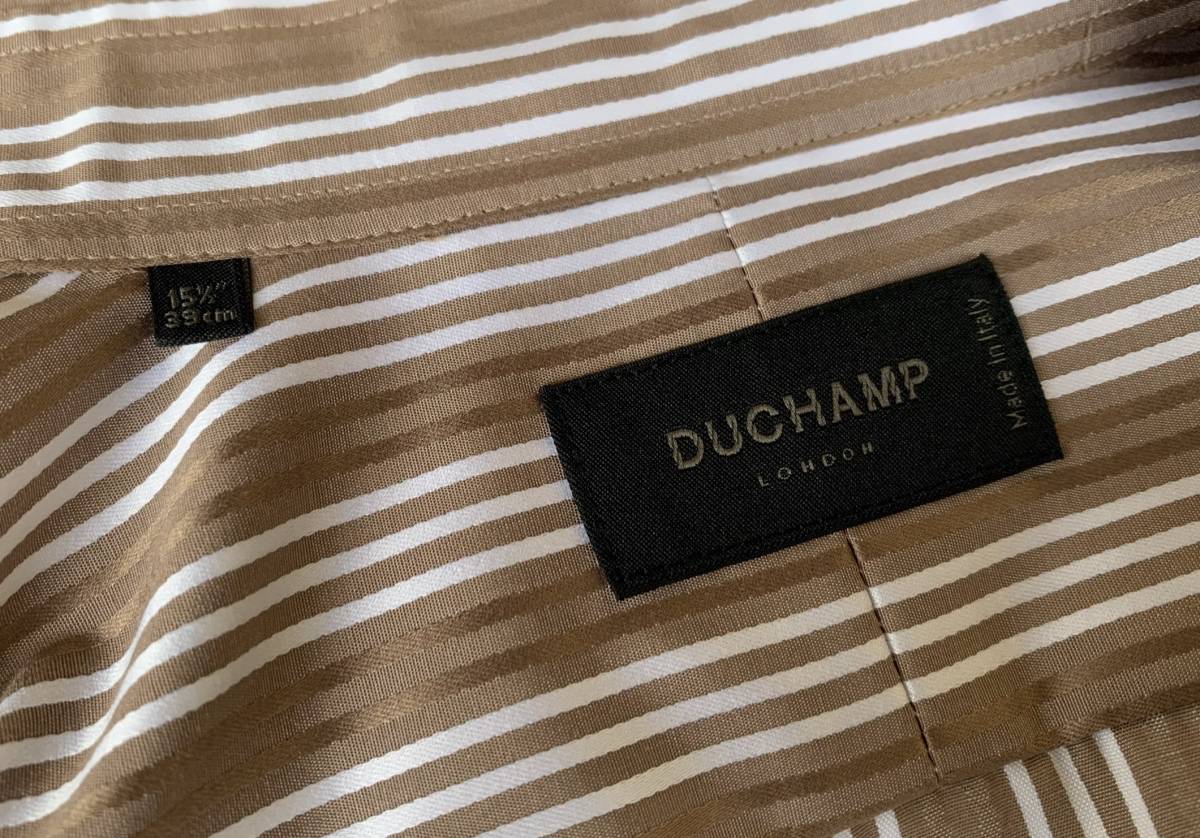 15½"
39cm
DUCHAMP
LONDON
Made in Italy